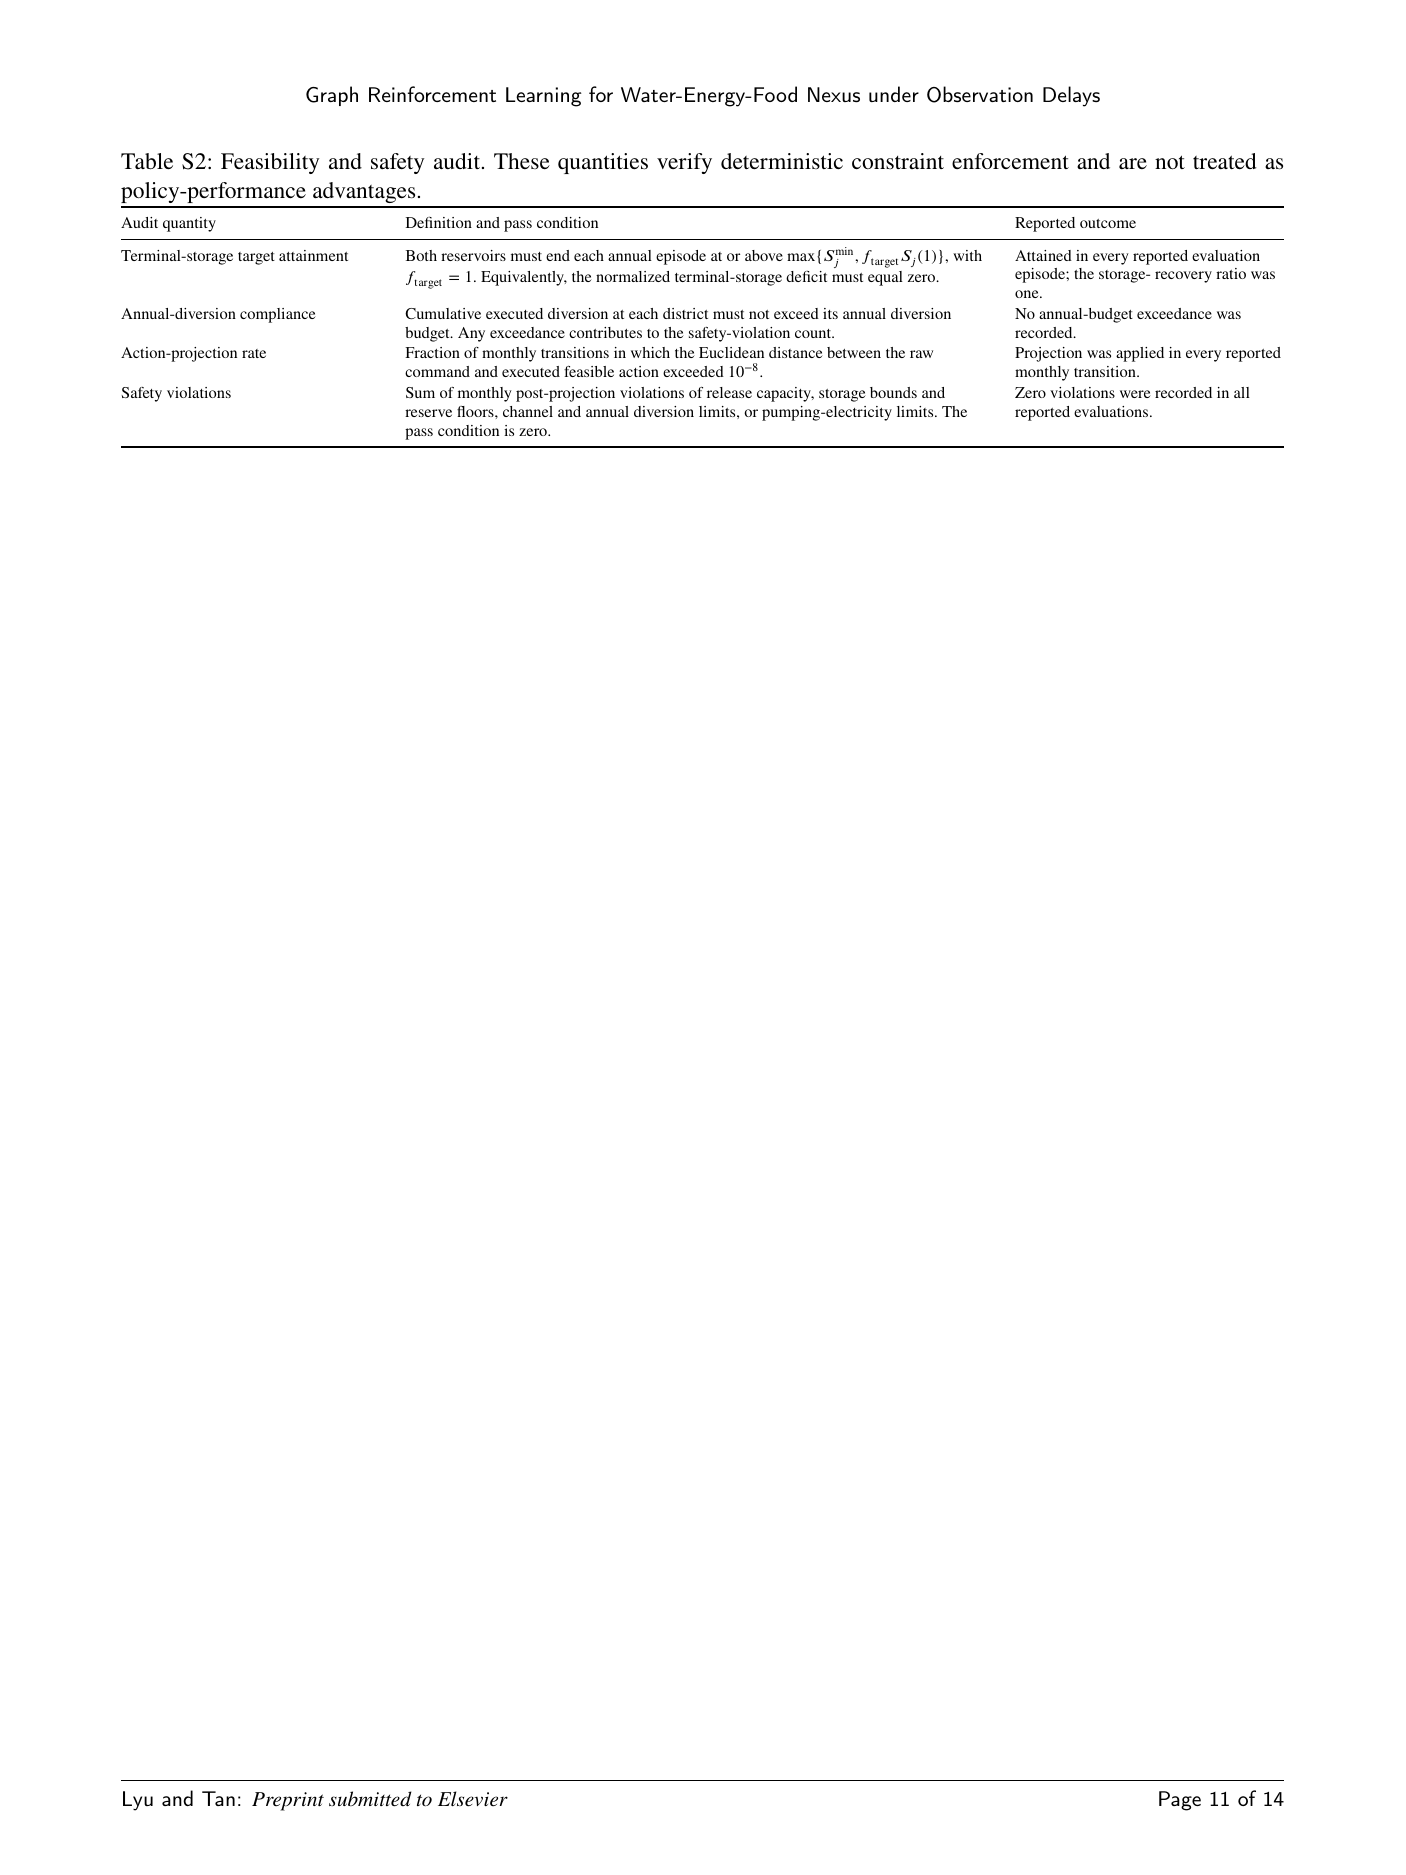 Graph Reinforcement Learning for Water-Energy-Food Nexus under Observation Delays
Table S2: Feasibility and safety audit. These quantities verify deterministic constraint enforcement and are not treated as
policy-performance advantages.
Audit quantity Definition and pass condition Reported outcome
Terminal-storage target attainment Both reservoirs must end each annual episode at or above max{S_j^min, f_target S_j(1)}, with Attained in every reported evaluation
f_target = 1. Equivalently, the normalized terminal-storage deficit must equal zero. episode; the storage- recovery ratio was
one.
Annual-diversion compliance Cumulative executed diversion at each district must not exceed its annual diversion No annual-budget exceedance was
budget. Any exceedance contributes to the safety-violation count. recorded.
Action-projection rate Fraction of monthly transitions in which the Euclidean distance between the raw Projection was applied in every reported
command and executed feasible action exceeded 10⁻⁸. monthly transition.
Safety violations Sum of monthly post-projection violations of release capacity, storage bounds and Zero violations were recorded in all
reserve floors, channel and annual diversion limits, or pumping-electricity limits. The reported evaluations.
pass condition is zero.
Lyu and Tan: Preprint submitted to Elsevier Page 11 of 14